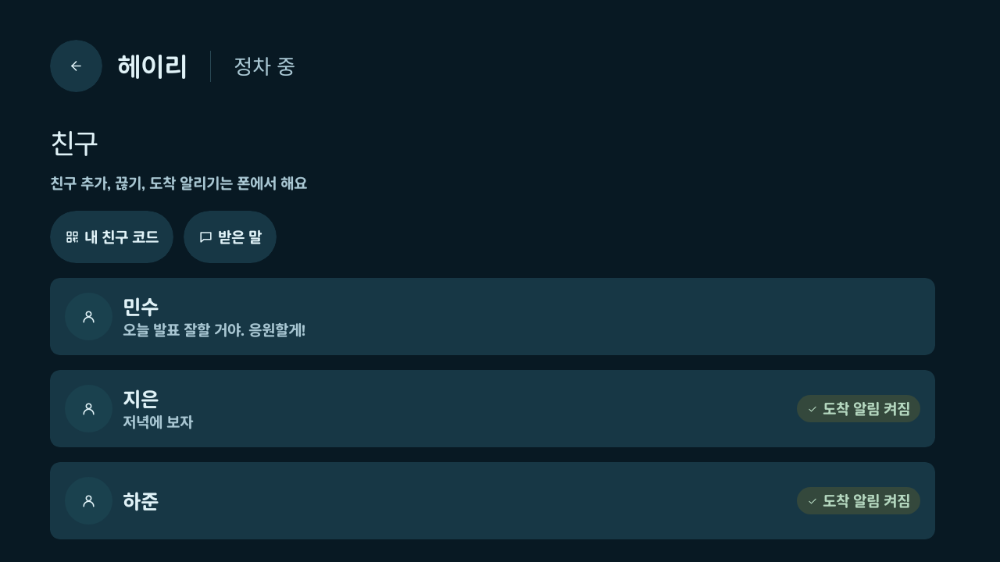 헤이리
정차 중
친구
친구 추가, 끊기, 도착 알리기는 폰에서 해요
내 친구 코드
받은 말
민수
오늘 발표 잘할 거야. 응원할게!
지은
저녁에 보자
도착 알림 켜짐
하준
도착 알림 켜짐